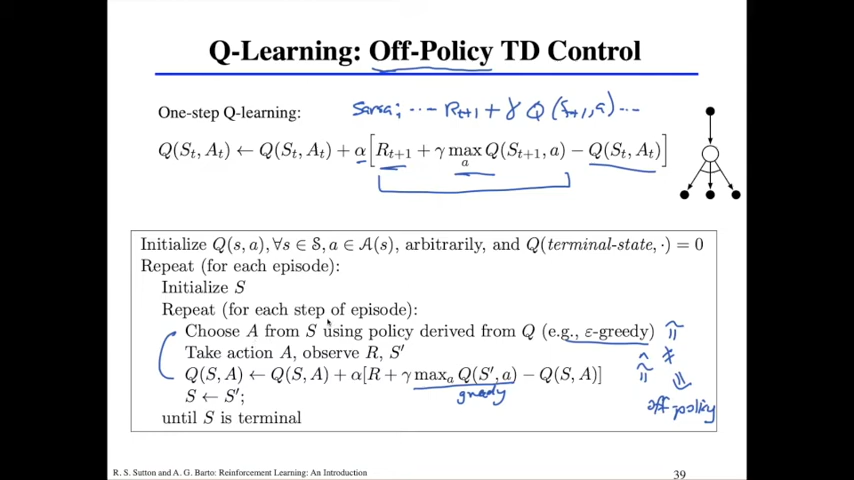 Q-Learning: Off-Policy TD Control
One-step Q-learning:
Sarsa; ... R_{t+1} + γ Q(S_{t+1}, a) ...
Q(S_t, A_t) ← Q(S_t, A_t) + α[R_{t+1} + γ max_a Q(S_{t+1}, a) − Q(S_t, A_t)]
Initialize Q(s, a), ∀s ∈ S, a ∈ A(s), arbitrarily, and Q(terminal-state, ·) = 0
Repeat (for each episode):
Initialize S
Repeat (for each step of episode):
Choose A from S using policy derived from Q (e.g., ε-greedy) π̃
Take action A, observe R, S′
≠
Q(S, A) ← Q(S, A) + α[R + γ max_a Q(S′, a) − Q(S, A)]
greedy
S ← S′;
off policy
until S is terminal
R. S. Sutton and A. G. Barto: Reinforcement Learning: An Introduction
39